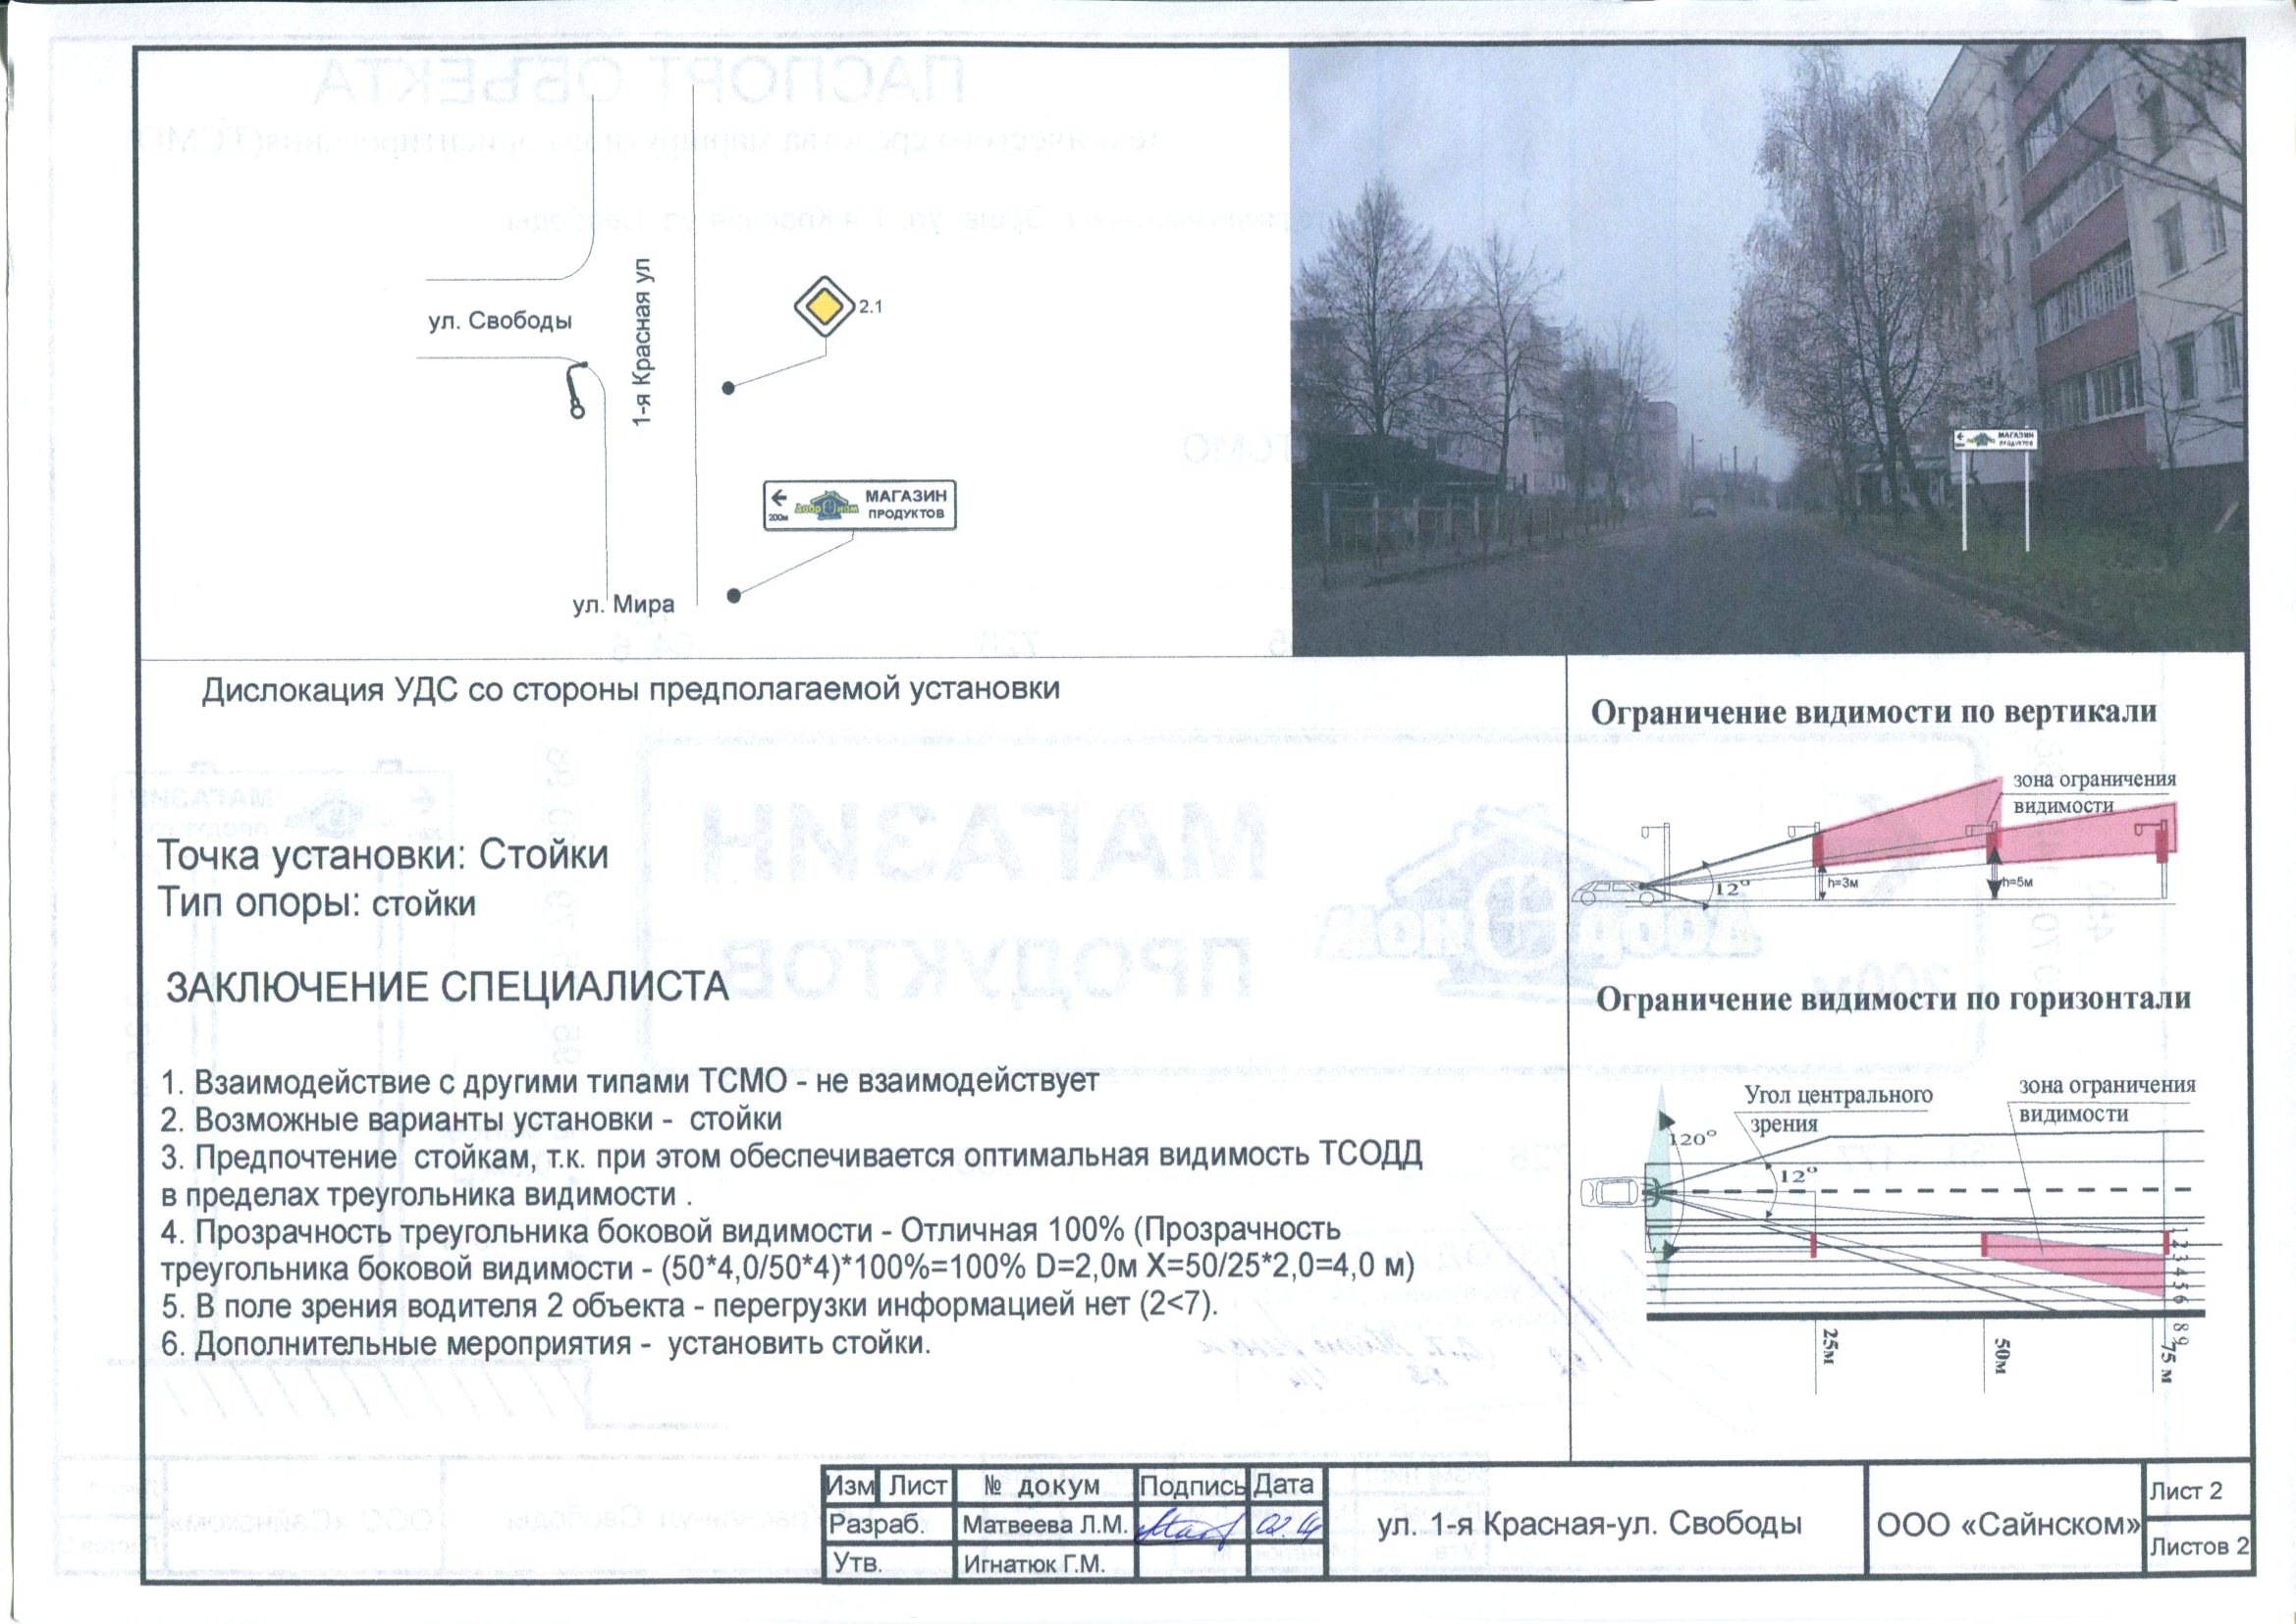 ул. Свободы
1-я Красная ул
2.1
200м
Добр ном
МАГАЗИН
ПРОДУКТОВ
ул. Мира
МАГАЗИН
ПРОДУКТОВ
Дислокация УДС со стороны предполагаемой установки
Точка установки: Стойки
Тип опоры: стойки
ЗАКЛЮЧЕНИЕ СПЕЦИАЛИСТА
1. Взаимодействие с другими типами ТСМО - не взаимодействует
2. Возможные варианты установки - стойки
3. Предпочтение стойкам, т.к. при этом обеспечивается оптимальная видимость ТСОДД
в пределах треугольника видимости .
4. Прозрачность треугольника боковой видимости - Отличная 100% (Прозрачность
треугольника боковой видимости - (50*4,0/50*4)*100%=100% D=2,0м X=50/25*2,0=4,0 м)
5. В поле зрения водителя 2 объекта - перегрузки информацией нет (2<7).
6. Дополнительные мероприятия - установить стойки.
Ограничение видимости по вертикали
зона ограничения
видимости
12°
h=3м
h=5м
Ограничение видимости по горизонтали
Угол центрального
зрения
зона ограничения
видимости
120°
12°
1 2 3 4 5 6 8 9
25м
50м
75 м
Изм Лист № докум Подпись Дата
Разраб. Матвеева Л.М. 02.14
Утв. Игнатюк Г.М.
ул. 1-я Красная-ул. Свободы
ООО «Сайнском»
Лист 2
Листов 2